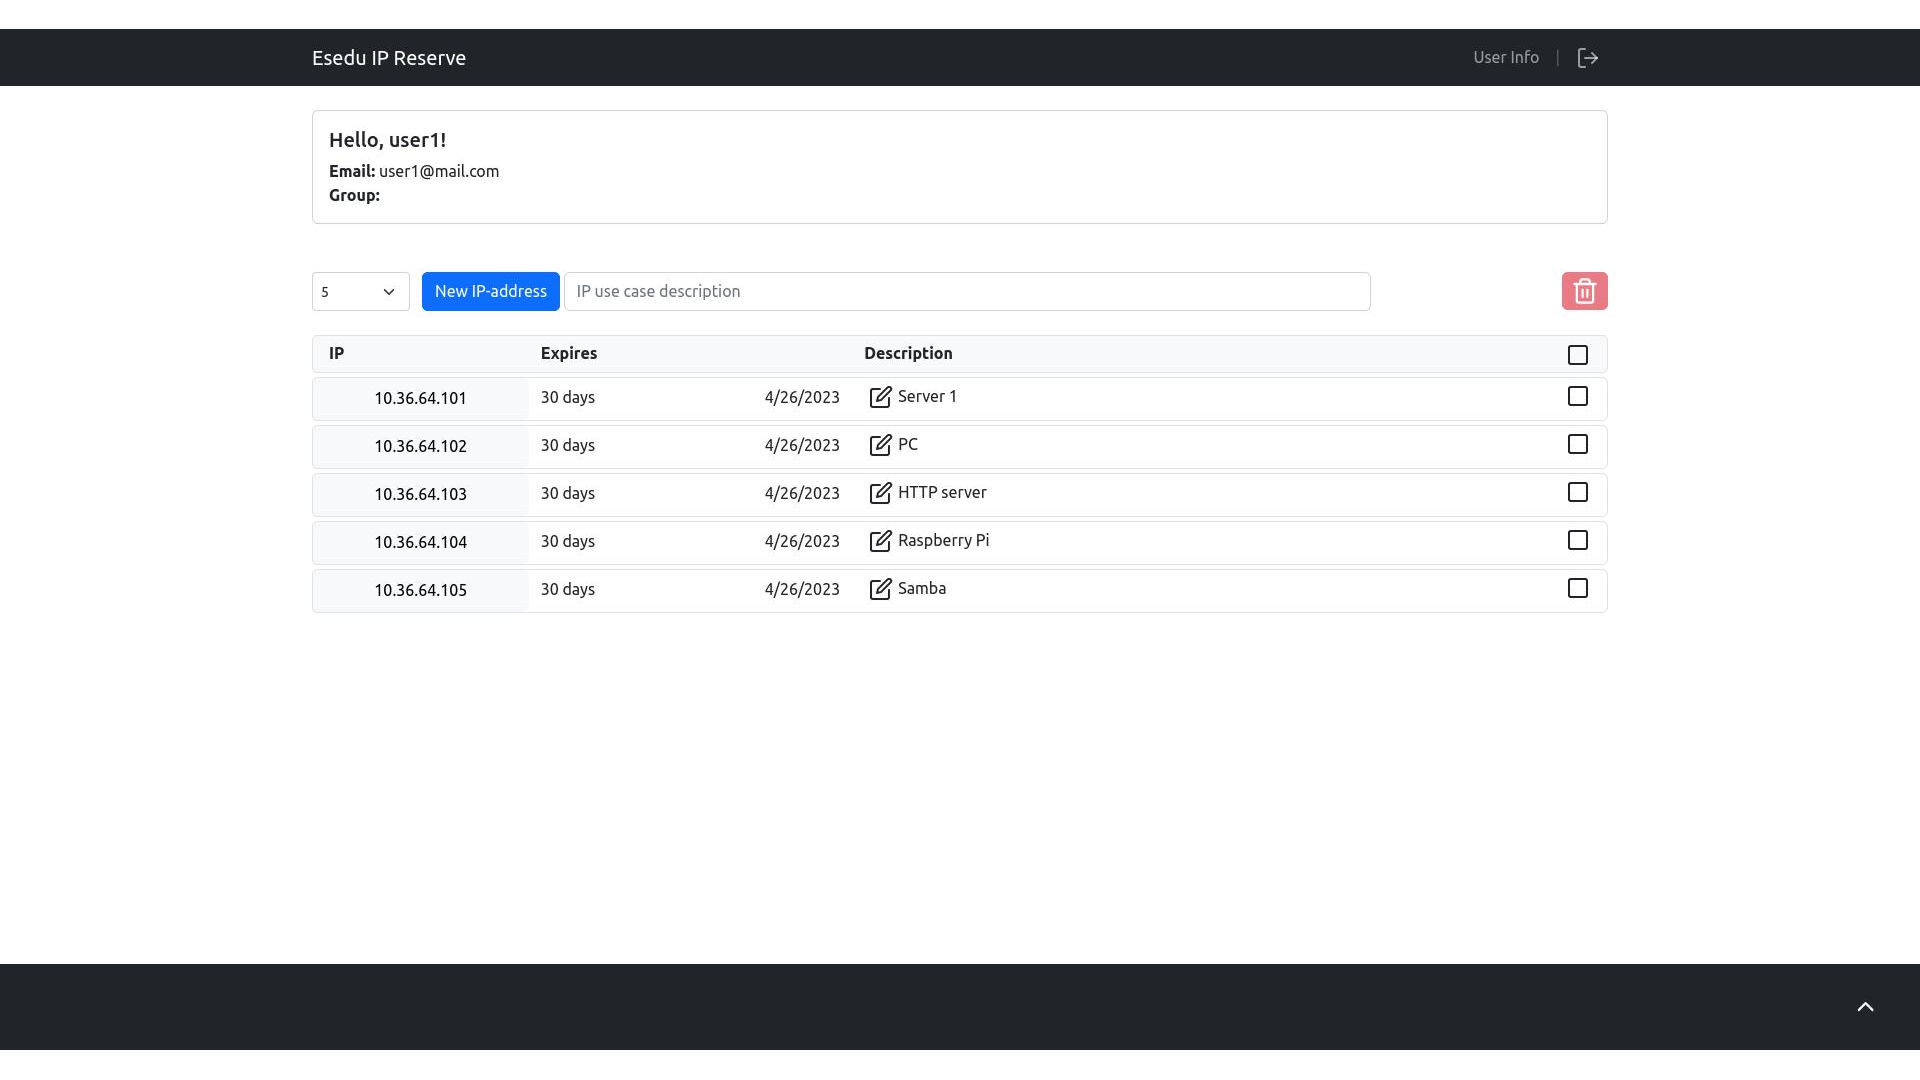 Esedu IP Reserve User Info |
Hello, user1!
Email: user1@mail.com
Group:
5 New IP-address IP use case description
IP Expires Description
10.36.64.101 30 days 4/26/2023 Server 1
10.36.64.102 30 days 4/26/2023 PC
10.36.64.103 30 days 4/26/2023 HTTP server
10.36.64.104 30 days 4/26/2023 Raspberry Pi
10.36.64.105 30 days 4/26/2023 Samba